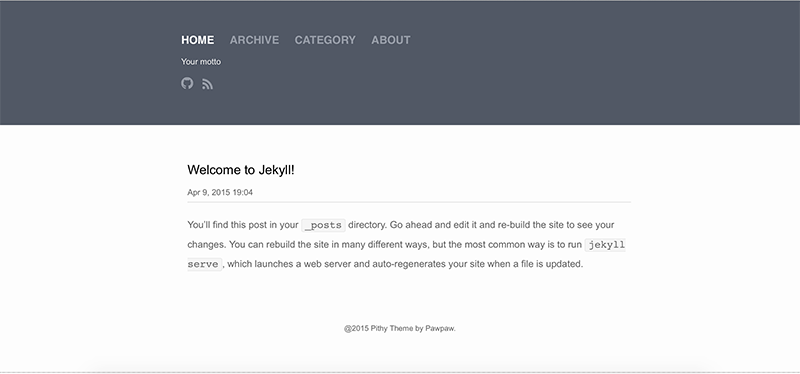 HOME ARCHIVE CATEGORY ABOUT
Your motto
Welcome to Jekyll!
Apr 9, 2015 19:04
You'll find this post in your _posts directory. Go ahead and edit it and re-build the site to see your
changes. You can rebuild the site in many different ways, but the most common way is to run jekyll
serve , which launches a web server and auto-regenerates your site when a file is updated.
@2015 Pithy Theme by Pawpaw.